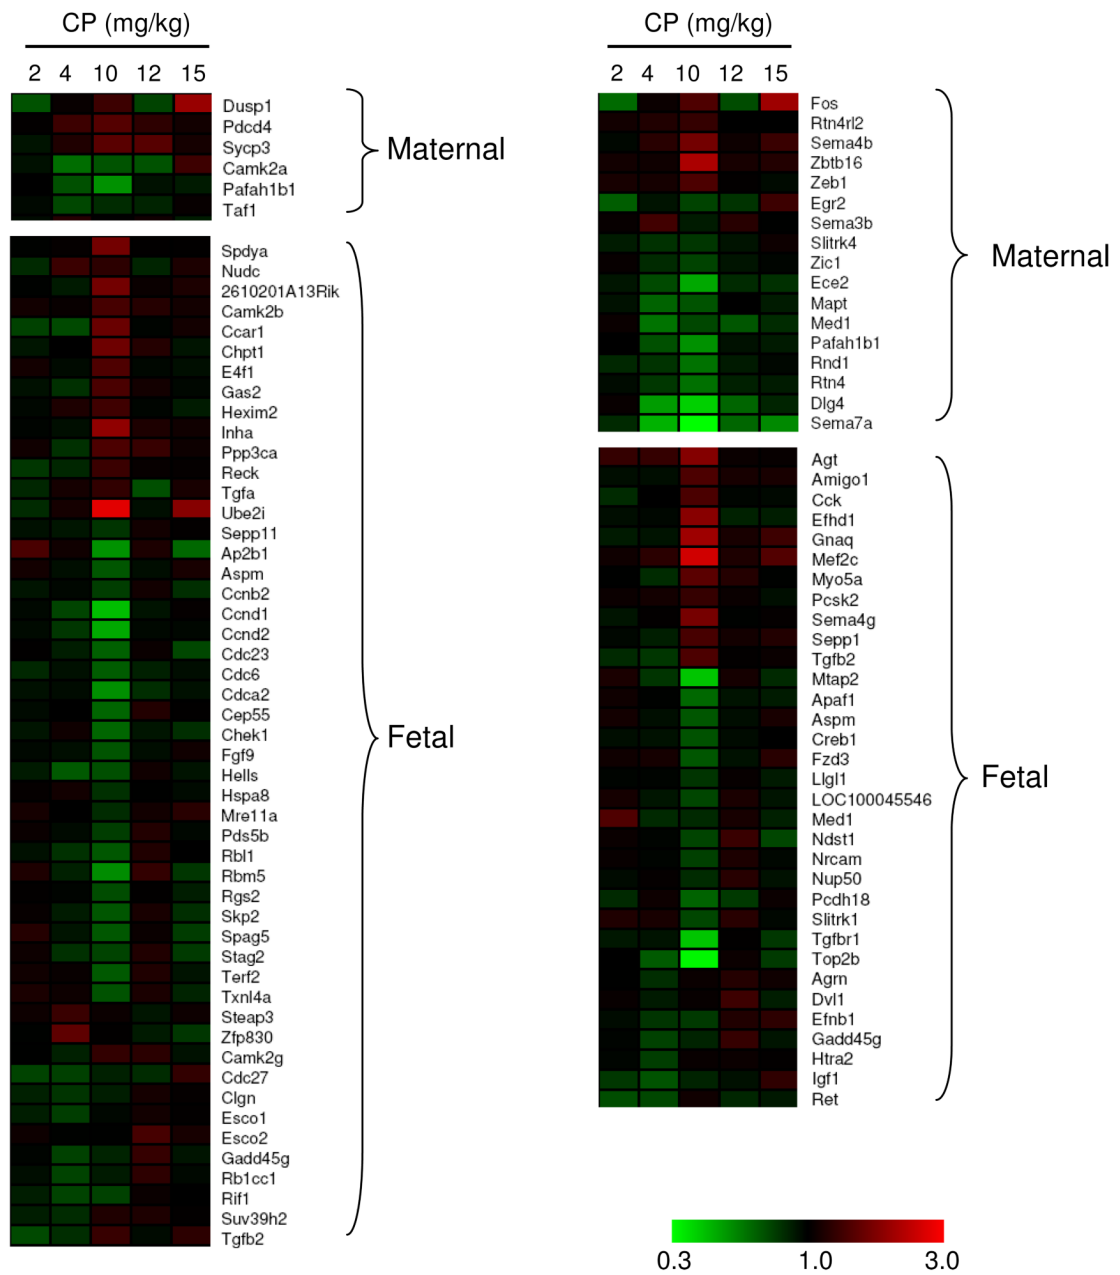 CP (mg/kg)
2 4 10 12 15
Dusp1
Pdcd4
Sycp3
Camk2a
Pafah1b1
Taf1
Maternal
Spdya
Nudc
2610201A13Rik
Camk2b
Ccar1
Chpt1
E4f1
Gas2
Hexim2
Inha
Ppp3ca
Reck
Tgfa
Ube2i
Sepp11
Ap2b1
Aspm
Ccnb2
Ccnd1
Ccnd2
Cdc23
Cdc6
Cdca2
Cep55
Chek1
Fgf9
Hells
Hspa8
Mre11a
Pds5b
Rbl1
Rbm5
Rgs2
Skp2
Spag5
Stag2
Terf2
Txnl4a
Steap3
Zfp830
Camk2g
Cdc27
Clgn
Esco1
Esco2
Gadd45g
Rb1cc1
Rif1
Suv39h2
Tgfb2
Fetal
CP (mg/kg)
2 4 10 12 15
Fos
Rtn4rl2
Sema4b
Zbtb16
Zeb1
Egr2
Sema3b
Slitrk4
Zic1
Ece2
Mapt
Med1
Pafah1b1
Rnd1
Rtn4
Dlg4
Sema7a
Maternal
Agt
Amigo1
Cck
Efhd1
Gnaq
Mef2c
Myo5a
Pcsk2
Sema4g
Sepp1
Tgfb2
Mtap2
Apaf1
Aspm
Creb1
Fzd3
Llgl1
LOC100045546
Med1
Ndst1
Nrcam
Nup50
Pcdh18
Slitrk1
Tgfbr1
Top2b
Agrn
Dvl1
Efnb1
Gadd45g
Htra2
Igf1
Ret
Fetal
0.3 1.0 3.0